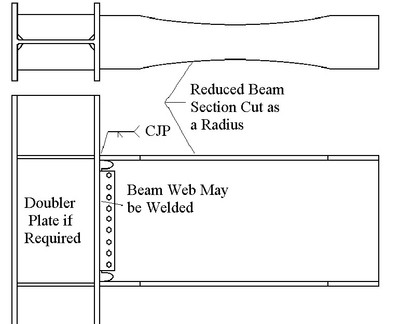 Reduced Beam
Section Cut as
a Radius
CJP
Beam Web May
be Welded
Doubler
Plate if
Required